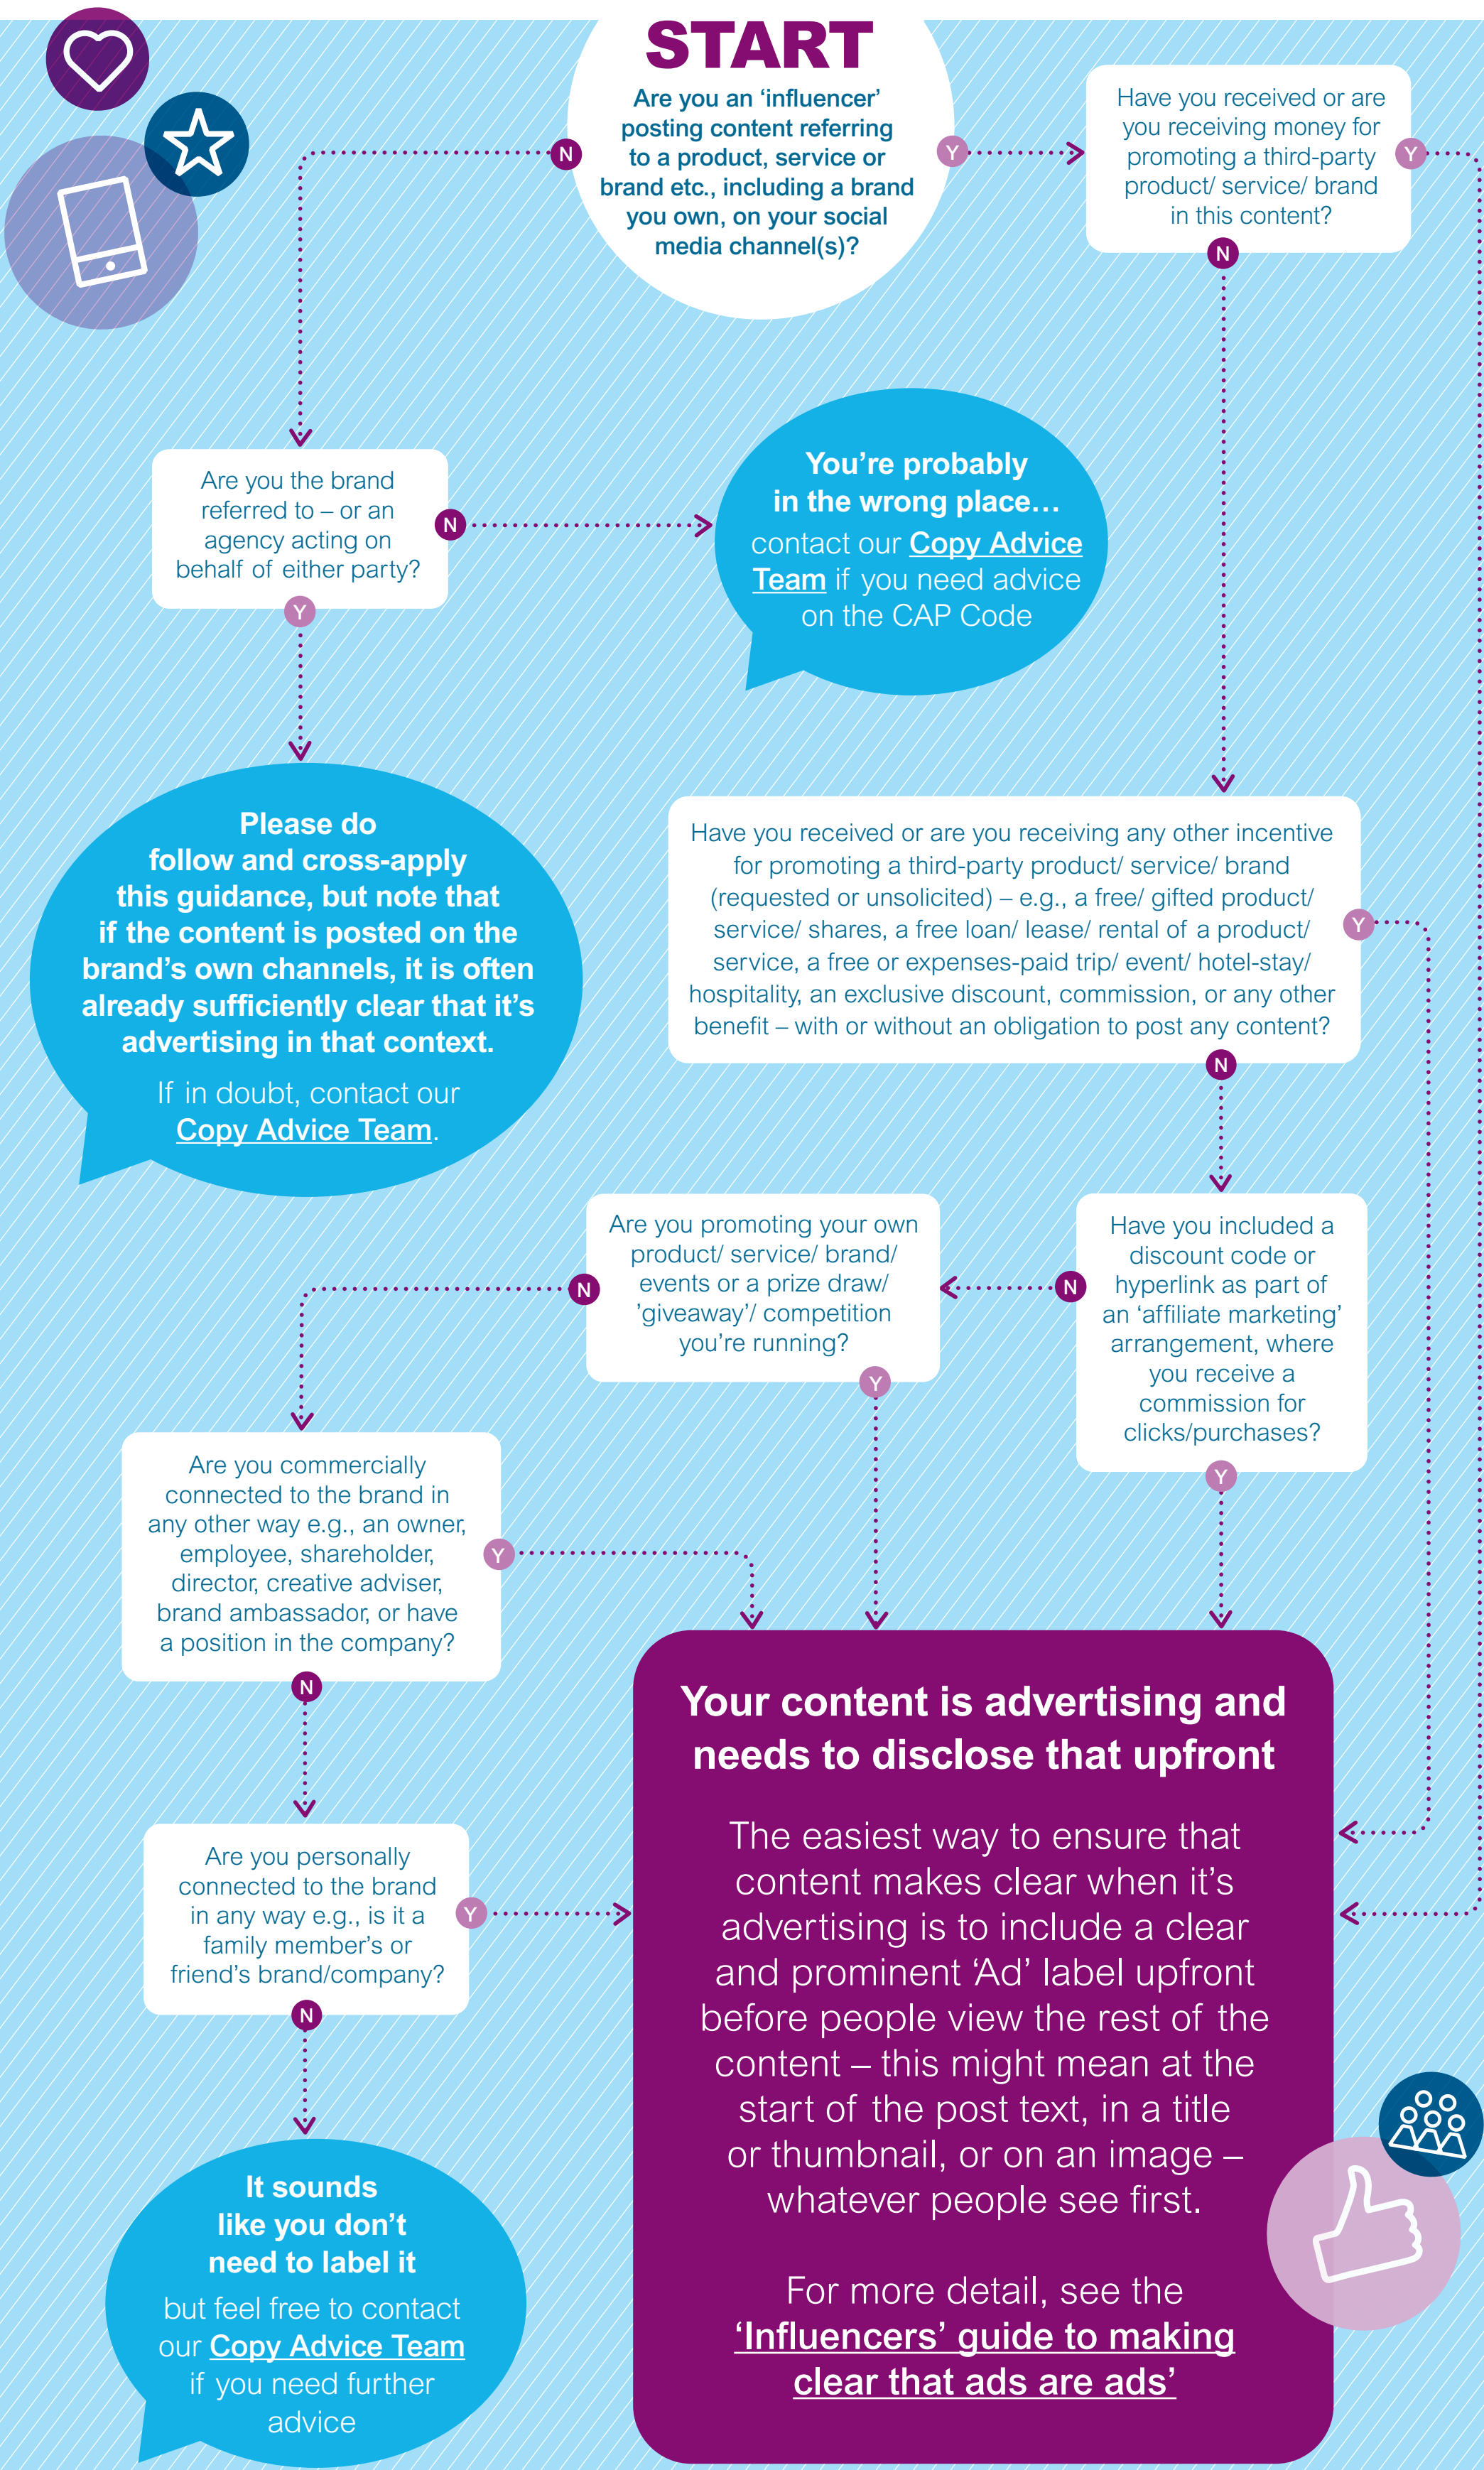 START
Are you an ‘influencer’
posting content referring
to a product, service or
brand etc., including a brand
you own, on your social
media channel(s)?
N
Y
Have you received or are
you receiving money for
promoting a third-party
product/ service/ brand
in this content?
Y
N
Are you the brand
referred to – or an
agency acting on
behalf of either party?
N
Y
You’re probably
in the wrong place…
contact our Copy Advice
Team if you need advice
on the CAP Code
Please do
follow and cross-apply
this guidance, but note that
if the content is posted on the
brand’s own channels, it is often
already sufficiently clear that it’s
advertising in that context.
If in doubt, contact our
Copy Advice Team.
Have you received or are you receiving any other incentive
for promoting a third-party product/ service/ brand
(requested or unsolicited) – e.g., a free/ gifted product/
service/ shares, a free loan/ lease/ rental of a product/
service, a free or expenses-paid trip/ event/ hotel-stay/
hospitality, an exclusive discount, commission, or any other
benefit – with or without an obligation to post any content?
Y
N
Have you included a
discount code or
hyperlink as part of
an ‘affiliate marketing’
arrangement, where
you receive a
commission for
clicks/purchases?
N
Y
Are you promoting your own
product/ service/ brand/
events or a prize draw/
’giveaway’/ competition
you’re running?
N
Y
Are you commercially
connected to the brand in
any other way e.g., an owner,
employee, shareholder,
director, creative adviser,
brand ambassador, or have
a position in the company?
Y
N
Are you personally
connected to the brand
in any way e.g., is it a
family member’s or
friend’s brand/company?
Y
N
It sounds
like you don’t
need to label it
but feel free to contact
our Copy Advice Team
if you need further
advice
Your content is advertising and
needs to disclose that upfront
The easiest way to ensure that
content makes clear when it’s
advertising is to include a clear
and prominent ‘Ad’ label upfront
before people view the rest of the
content – this might mean at the
start of the post text, in a title
or thumbnail, or on an image –
whatever people see first.
For more detail, see the
‘Influencers’ guide to making
clear that ads are ads’